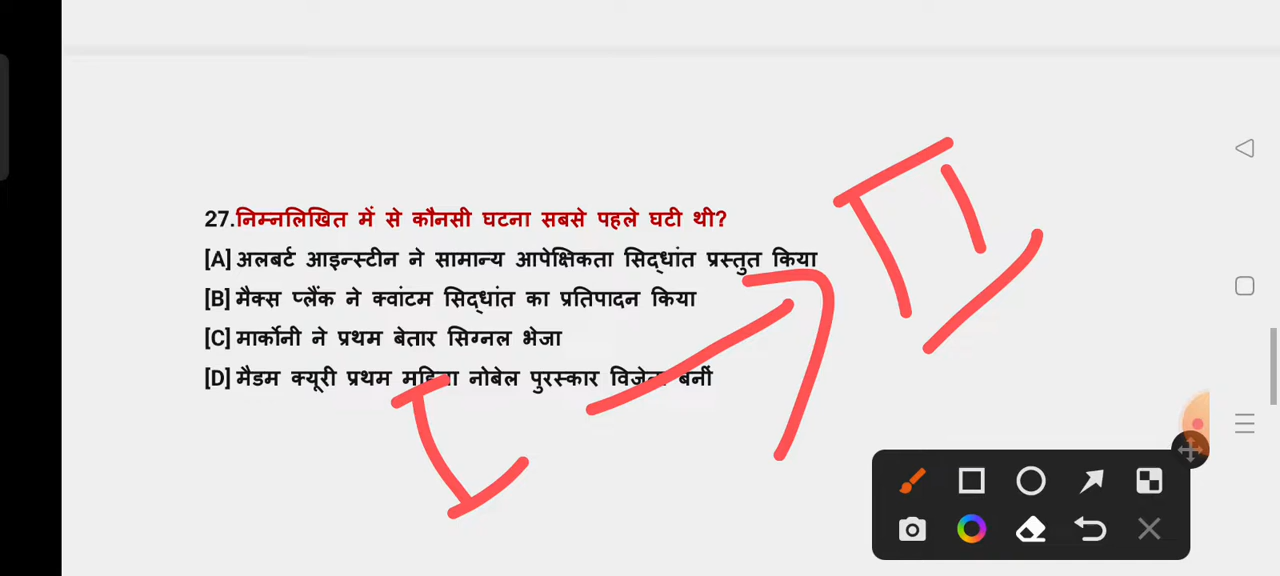 27.निम्नलिखित में से कौनसी घटना सबसे पहले घटी थी?
[A] अलबर्ट आइन्स्टीन ने सामान्य आपेक्षिकता सिद्धांत प्रस्तुत किया
[B] मैक्स प्लैंक ने क्वांटम सिद्धांत का प्रतिपादन किया
[C] मार्कोनी ने प्रथम बेतार सिग्नल भेजा
[D] मैडम क्यूरी प्रथम महिला नोबेल पुरस्कार विजेता बनीं
I → II